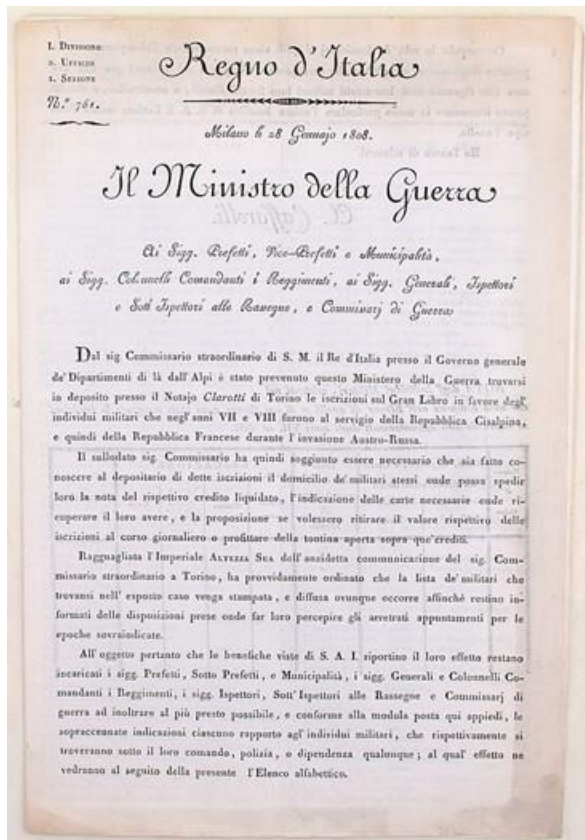 I. DIVISIONE
2. UFFICIO
1. SEZIONE
N.º 761.
Regno d'Italia
Milano li 28 Gennajo 1808.
Il Ministro della Guerra
Ai Sigg. Prefetti, Vice-Prefetti e Municipalità,
ai Sigg. Colonnelli Comandanti i Reggimenti, ai Sigg. Generali, Ispettori
e Sott' Ispettori alle Rassegne, e Commissarj di Guerra
Dal sig. Commissario straordinario di S. M. il Re d'Italia presso il Governo generale
de' Dipartimenti di là dall'Alpi è stato prevenuto questo Ministero della Guerra trovarsi
in deposito presso il Notajo Clarotti di Torino le iscrizioni sul Gran Libro in favore degl'
individui militari che negl'anni VII e VIII furono al servigio della Repubblica Cisalpina,
e quindi della Repubblica Francese durante l'invasione Austro-Russa.
Il sullodato sig. Commissario ha quindi soggiunto essere necessario che sia fatto co-
noscere al depositario di dette iscrizioni il domicilio de' militari stessi onde possa spedir
loro la nota del rispettivo credito liquidato, l'indicazione delle carte necessarie onde ri-
cuperare il loro avere, e la proposizione se volessero ritirare il valore rispettivo delle
iscrizioni al corso giornaliero o profittare della tontina aperta sopra que' crediti.
Ragguagliata l'Imperiale ALTEZZA SUA dell'anzidetta communicazione del sig. Com-
missario straordinario a Torino, ha provvidamente ordinato che la lista de' militari che
trovansi nell' esposto caso venga stampata, e diffusa ovunque occorre affinchè restino in-
formati delle disposizioni prese onde far loro percepire gli arretrati appuntamenti per le
epoche sovraindicate.
All'oggetto pertanto che le benefiche viste di S. A. I. riportino il loro effetto restano
incaricati i sigg. Prefetti, Sotto Prefetti, e Municipalità, i sigg. Generali e Colonnelli Co-
mandanti i Reggimenti, i sigg. Ispettori, Sott' Ispettori alle Rassegne e Commissarj di
guerra ad inoltrare al più presto possibile, e conforme alla modula posta qui appiedi, le
sopraccennate indicazioni ciascuno rapporto agl' individui militari, che rispettivamente si
troveranno sotto il loro comando, polizia, o dipendenza qualunque; al qual' effetto ne
vedranno al seguito della presente l'Elenco alfabettico.